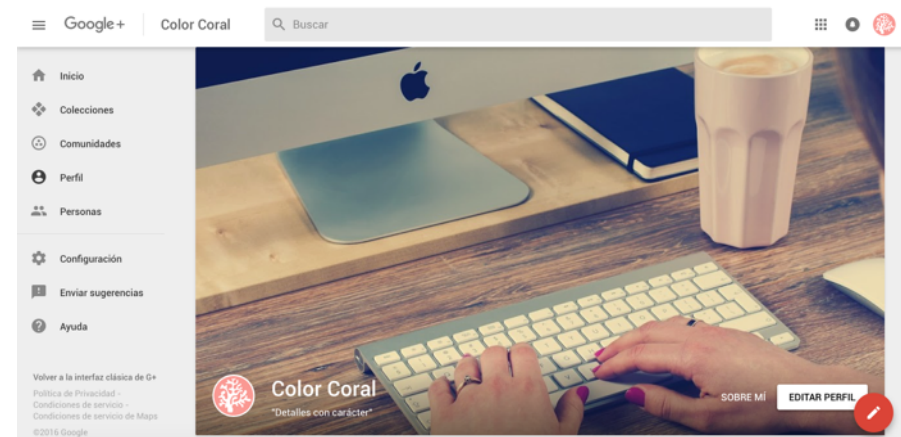 Google+
Color Coral
Buscar
Inicio
Colecciones
Comunidades
Perfil
Personas
Configuración
Enviar sugerencias
Ayuda
Volver a la interfaz clásica de G+
Política de Privacidad -
Condiciones de servicio -
Condiciones de servicio de Maps
©2016 Google
Color Coral
"Detalles con carácter"
SOBRE MÍ
EDITAR PERFIL